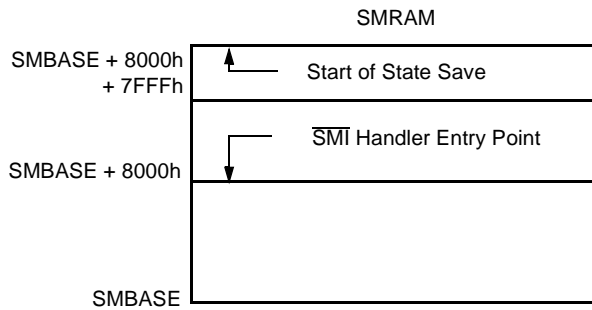 SMRAM
SMBASE + 8000h
+ 7FFFh
Start of State Save
SMI Handler Entry Point
SMBASE + 8000h
SMBASE